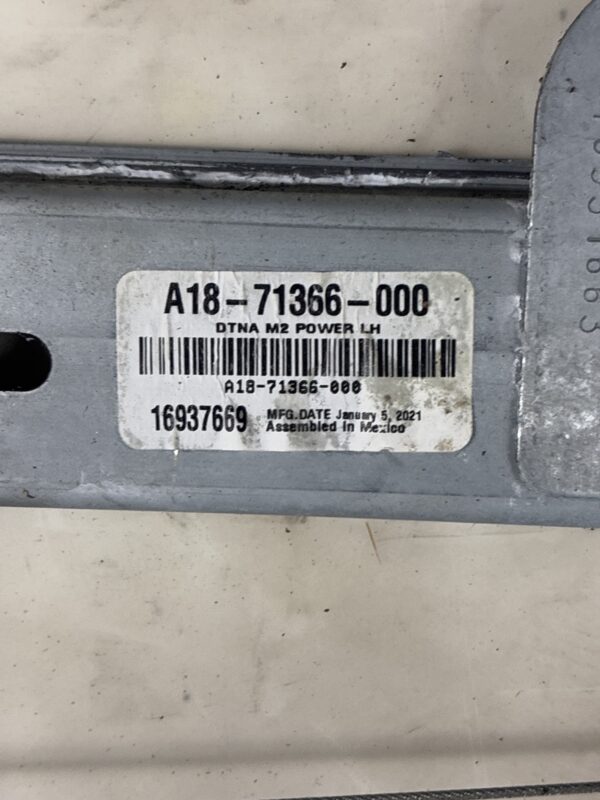 A18-71366-000
DTNA M2 POWER LH
A18-71366-000
16937669 MFG.DATE January 5, 2021
Assembled in Mexico